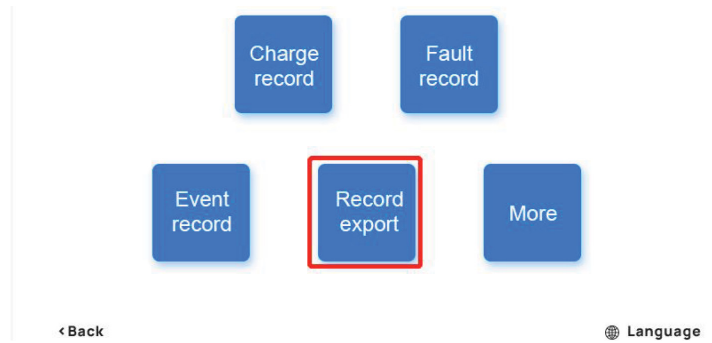 Charge
record
Fault
record
Event
record
Record
export
More
<Back
Language